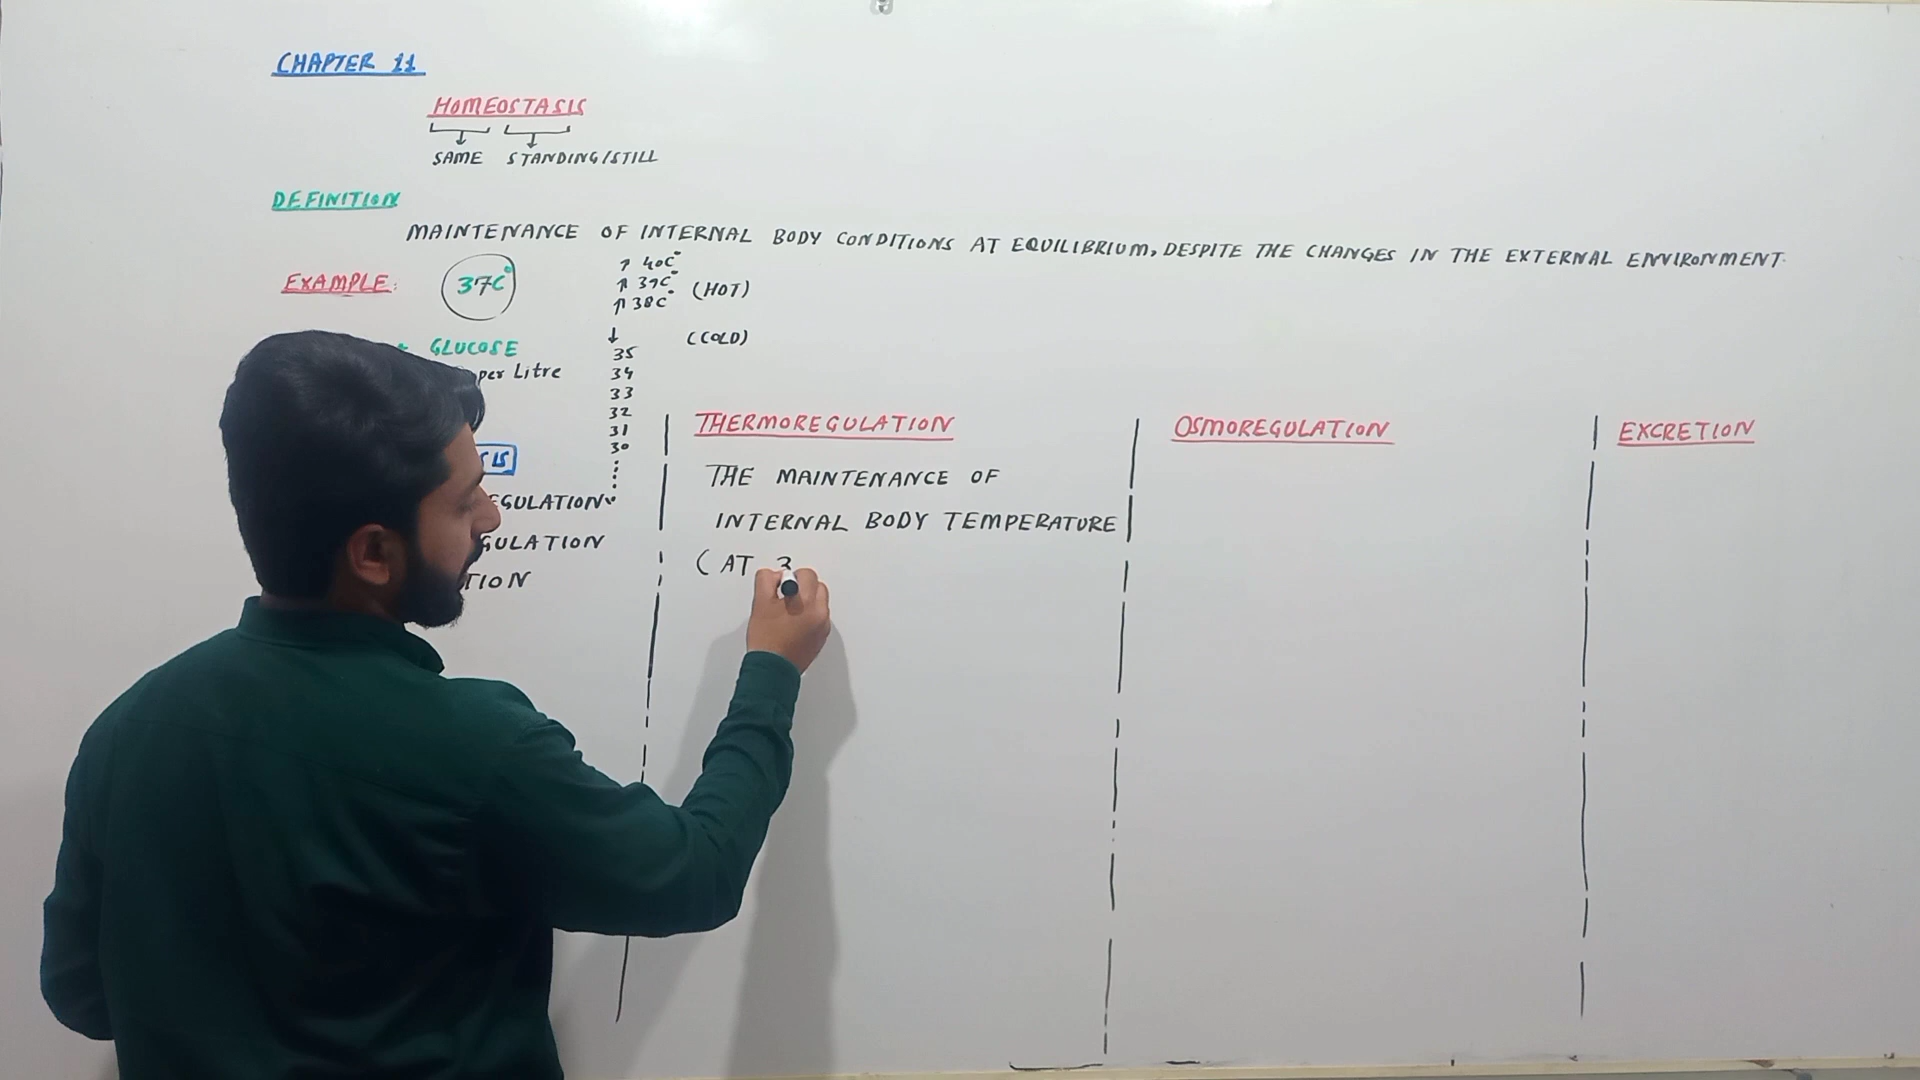 CHAPTER 11
HOMEOSTASIS
SAME STANDING/STILL
DEFINITION
MAINTENANCE OF INTERNAL BODY CONDITIONS AT EQUILIBRIUM, DESPITE THE CHANGES IN THE EXTERNAL ENVIRONMENT.
EXAMPLE: 37C°
↑ 40C°
↑ 39C° (HOT)
↑ 38C°
↓ (COLD)
GLUCOSE
per Litre
35
34
33
32
31
30
THERMOREGULATION
THE MAINTENANCE OF
INTERNAL BODY TEMPERATURE
(AT 3
OSMOREGULATION
EXCRETION